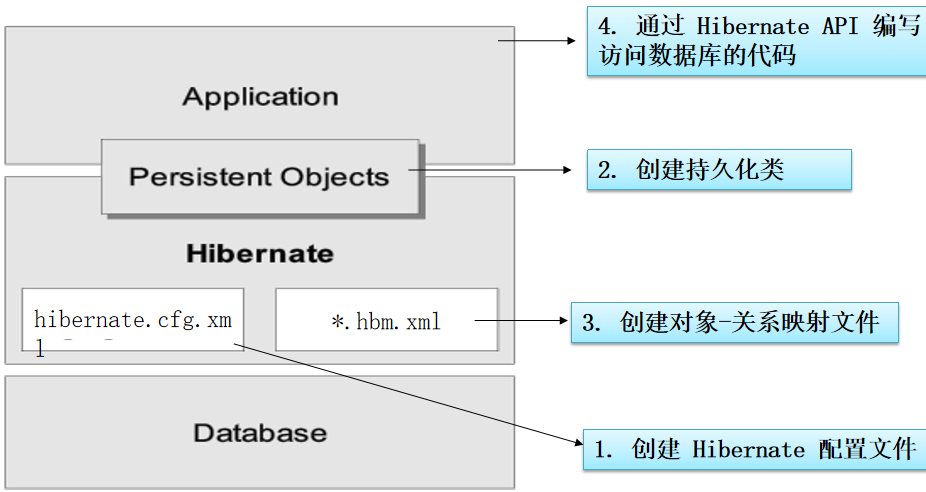 4. 通过 Hibernate API 编写
访问数据库的代码
Application
Persistent Objects
2. 创建持久化类
Hibernate
hibernate.cfg.xm
l
*.hbm.xml
3. 创建对象-关系映射文件
Database
1. 创建 Hibernate 配置文件